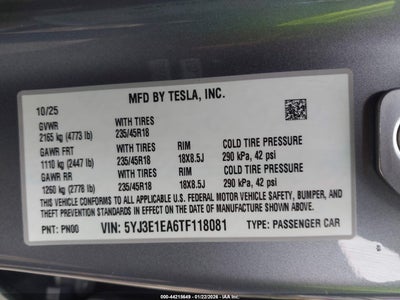 MFD BY TESLA, INC.
10/25
GVWR WITH TIRES
2165 kg (4773 lb) 235/45R18
GAWR FRT WITH TIRES RIM COLD TIRE PRESSURE
1110 kg (2447 lb) 235/45R18 18X8.5J 290 kPa, 42 psi
GAWR RR WITH TIRES RIM COLD TIRE PRESSURE
1260 kg (2778 lb) 235/45R18 18X8.5J 290 kPa, 42 psi
THIS VEHICLE CONFORMS TO ALL APPLICABLE U.S. FEDERAL MOTOR VEHICLE SAFETY, BUMPER, AND
THEFT PREVENTION STANDARDS IN EFFECT ON THE DATE OF MANUFACTURE SHOWN ABOVE.
PNT: PN00 VIN: 5YJ3E1EA6TF118081 TYPE: PASSENGER CAR
000-44215649 - 01/22/2026 - IAAI.COM